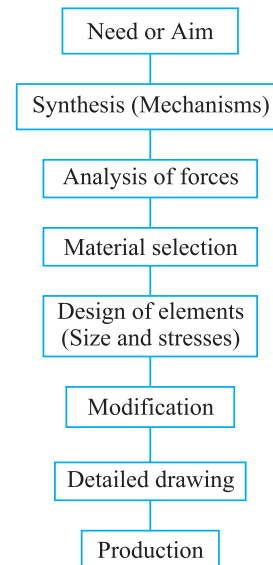 Need or Aim
Synthesis (Mechanisms)
Analysis of forces
Material selection
Design of elements
(Size and stresses)
Modification
Detailed drawing
Production